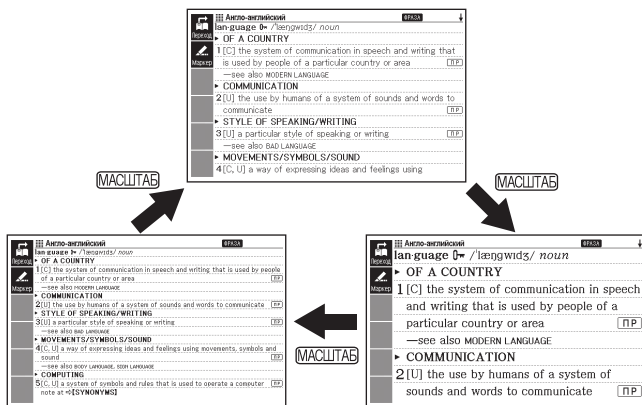 Англо-английский ФРАЗА
Переход
Маркер
lan·guage /ˈlæŋgwɪdʒ/ noun
▸ OF A COUNTRY
1 [C] the system of communication in speech and writing that
is used by people of a particular country or area ПР
—see also MODERN LANGUAGE
▸ COMMUNICATION
2 [U] the use by humans of a system of sounds and words to
communicate ПР
▸ STYLE OF SPEAKING/WRITING
3 [U] a particular style of speaking or writing ПР
—see also BAD LANGUAGE
▸ MOVEMENTS/SYMBOLS/SOUND
4 [C, U] a way of expressing ideas and feelings using
МАСШТАБ
МАСШТАБ
Англо-английский ФРАЗА
Переход
Маркер
lan·guage /ˈlæŋgwɪdʒ/ noun
▸ OF A COUNTRY
1 [C] the system of communication in speech and writing that is used by people
of a particular country or area ПР
—see also MODERN LANGUAGE
▸ COMMUNICATION
2 [U] the use by humans of a system of sounds and words to communicate ПР
▸ STYLE OF SPEAKING/WRITING
3 [U] a particular style of speaking or writing ПР
—see also BAD LANGUAGE
▸ MOVEMENTS/SYMBOLS/SOUND
4 [C, U] a way of expressing ideas and feelings using movements, symbols and
sound ПР
—see also BODY LANGUAGE, SIGN LANGUAGE
▸ COMPUTING
5 [C, U] a system of symbols and rules that is used to operate a computer ПР
note at ⇨[SYNONYMS]
МАСШТАБ
Англо-английский ФРАЗА
Переход
Маркер
lan·guage /ˈlæŋgwɪdʒ/ noun
▸ OF A COUNTRY
1 [C] the system of communication in speech
and writing that is used by people of a
particular country or area ПР
—see also MODERN LANGUAGE
▸ COMMUNICATION
2 [U] the use by humans of a system of
sounds and words to communicate ПР